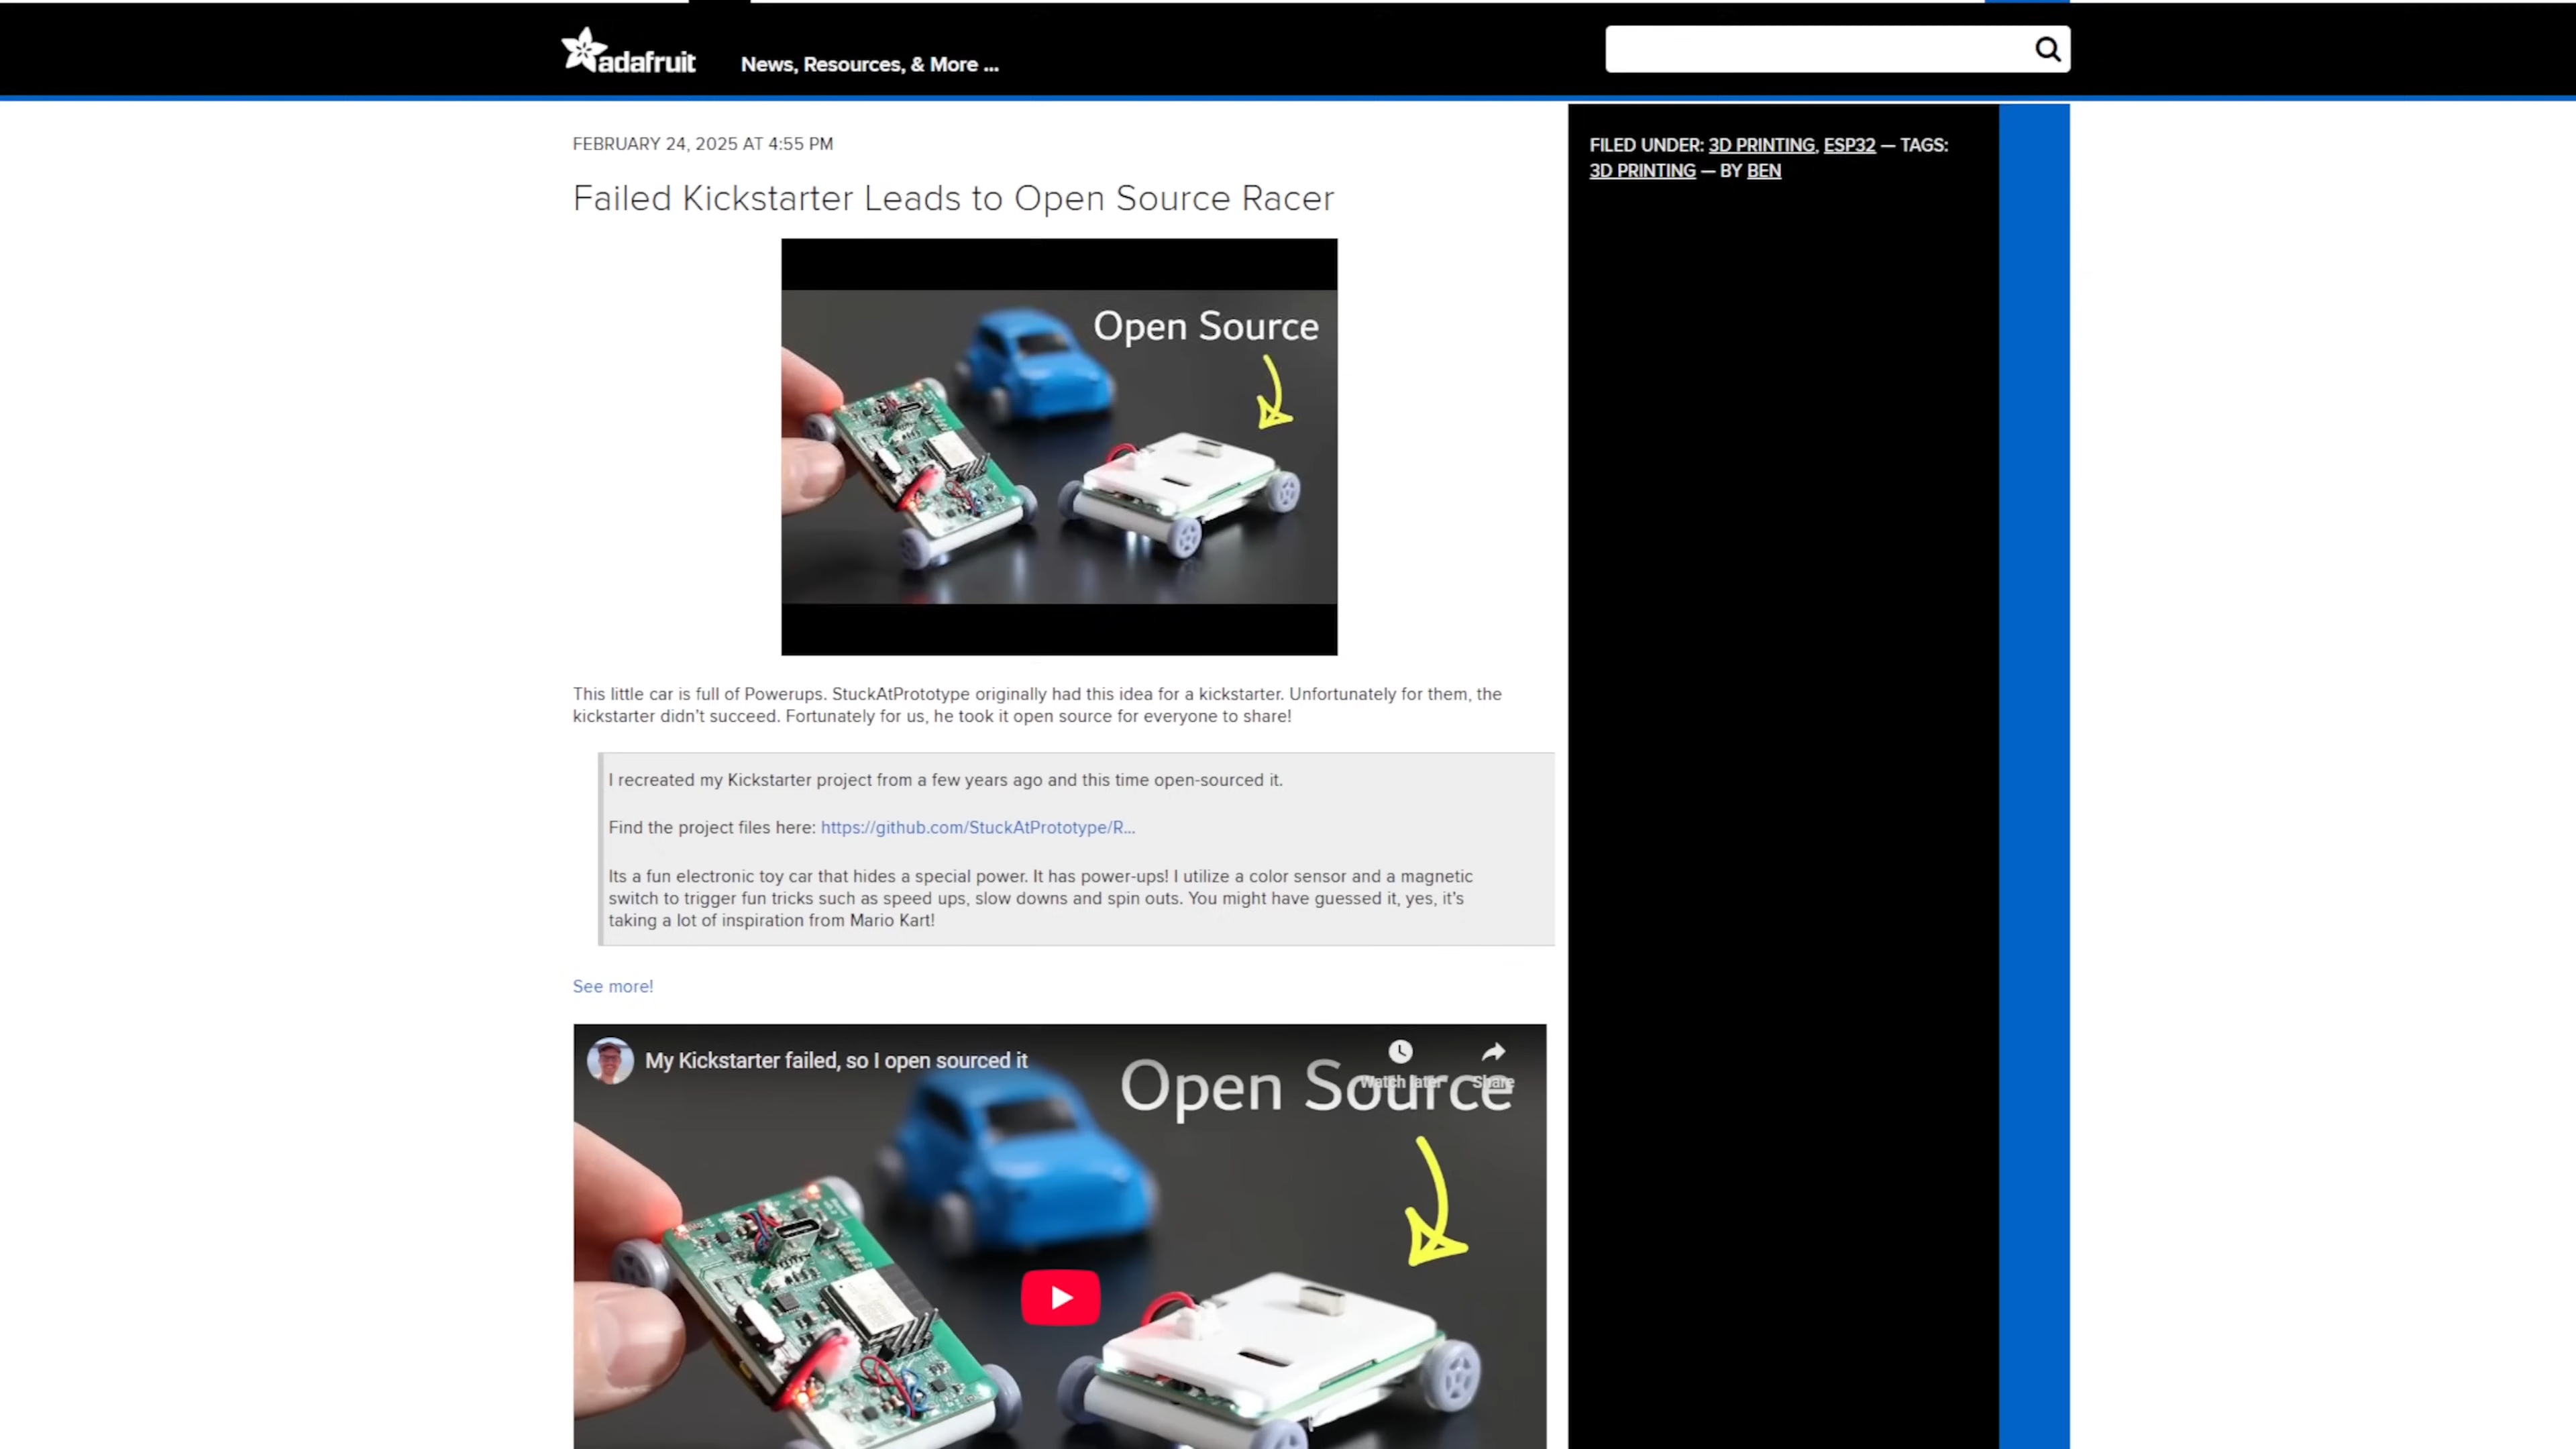 adafruit
News, Resources, & More ...
FEBRUARY 24, 2025 AT 4:55 PM
Failed Kickstarter Leads to Open Source Racer
Open Source
This little car is full of Powerups. StuckAtPrototype originally had this idea for a kickstarter. Unfortunately for them, the
kickstarter didn't succeed. Fortunately for us, he took it open source for everyone to share!
I recreated my Kickstarter project from a few years ago and this time open-sourced it.
Find the project files here: https://github.com/StuckAtPrototype/R...
Its a fun electronic toy car that hides a special power. It has power-ups! I utilize a color sensor and a magnetic
switch to trigger fun tricks such as speed ups, slow downs and spin outs. You might have guessed it, yes, it's
taking a lot of inspiration from Mario Kart!
See more!
My Kickstarter failed, so I open sourced it
Watch later
Share
Open Source
FILED UNDER: 3D PRINTING, ESP32 — TAGS:
3D PRINTING — BY BEN